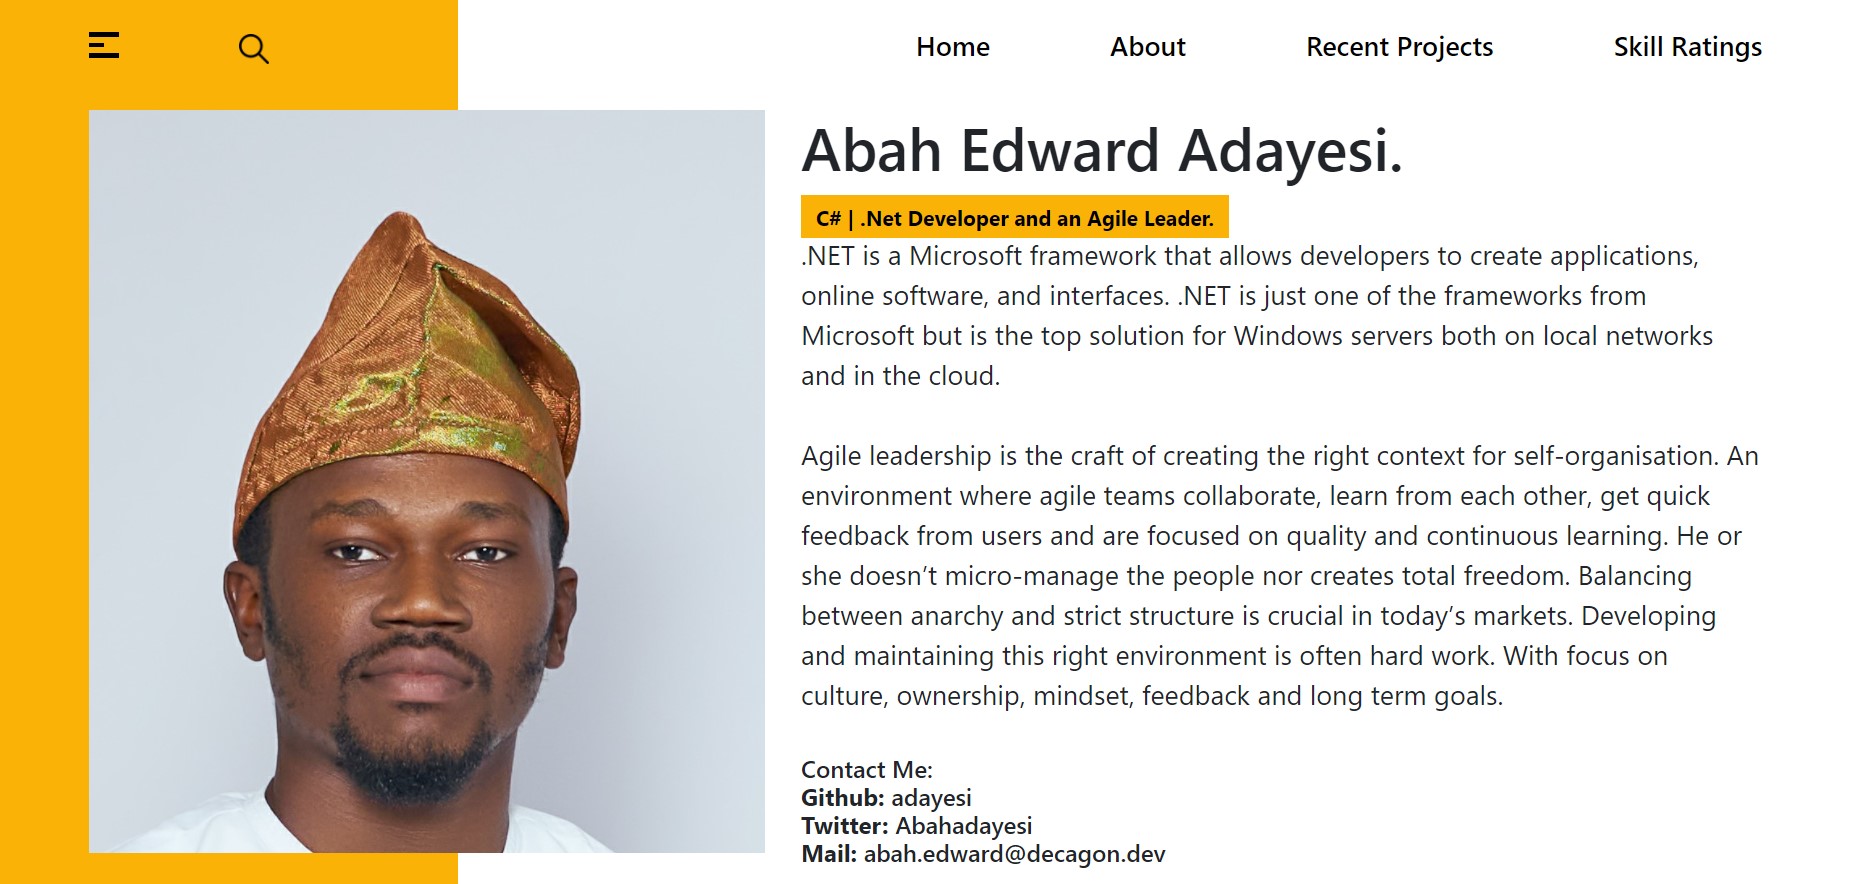 Home About Recent Projects Skill Ratings
Abah Edward Adayesi.
C# | .Net Developer and an Agile Leader.
.NET is a Microsoft framework that allows developers to create applications,
online software, and interfaces. .NET is just one of the frameworks from
Microsoft but is the top solution for Windows servers both on local networks
and in the cloud.
Agile leadership is the craft of creating the right context for self-organisation. An
environment where agile teams collaborate, learn from each other, get quick
feedback from users and are focused on quality and continuous learning. He or
she doesn’t micro-manage the people nor creates total freedom. Balancing
between anarchy and strict structure is crucial in today’s markets. Developing
and maintaining this right environment is often hard work. With focus on
culture, ownership, mindset, feedback and long term goals.
Contact Me:
Github: adayesi
Twitter: Abahadayesi
Mail: abah.edward@decagon.dev